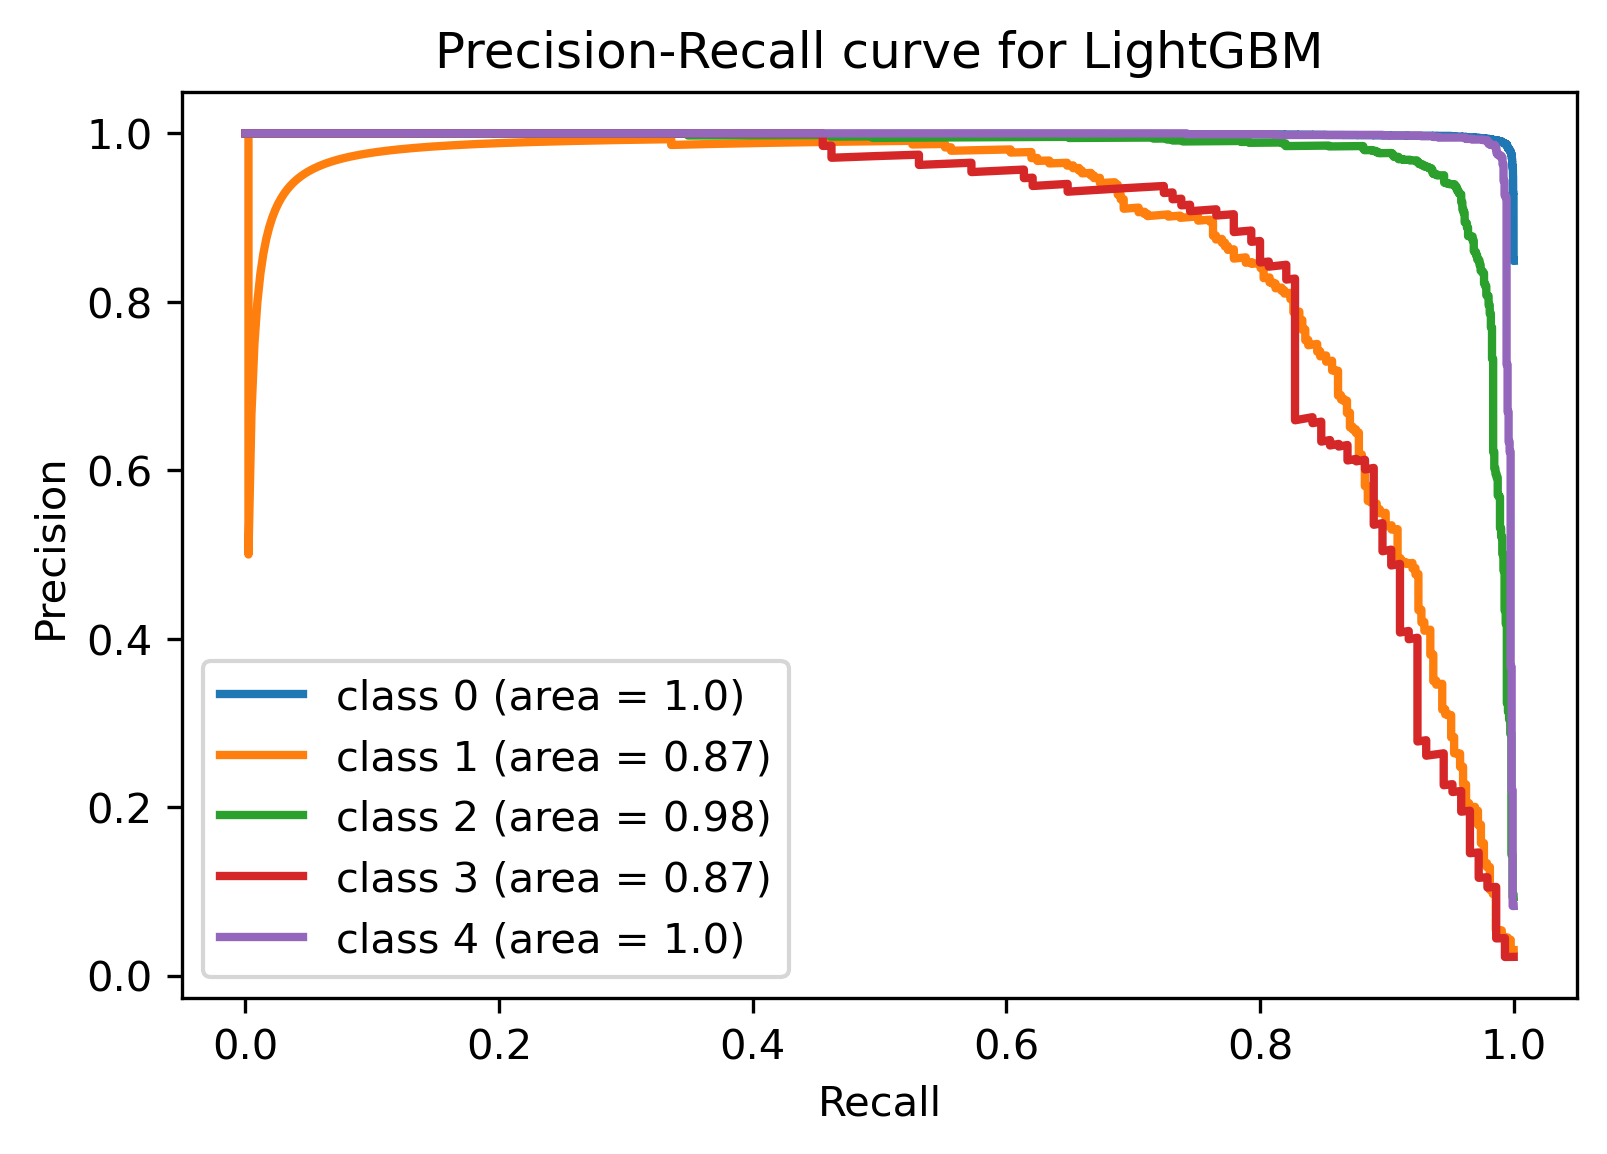 Precision-Recall curve for LightGBM
1.0
0.8
0.6
0.4
0.2
0.0
Precision
class 0 (area = 1.0)
class 1 (area = 0.87)
class 2 (area = 0.98)
class 3 (area = 0.87)
class 4 (area = 1.0)
0.0 0.2 0.4 0.6 0.8 1.0
Recall